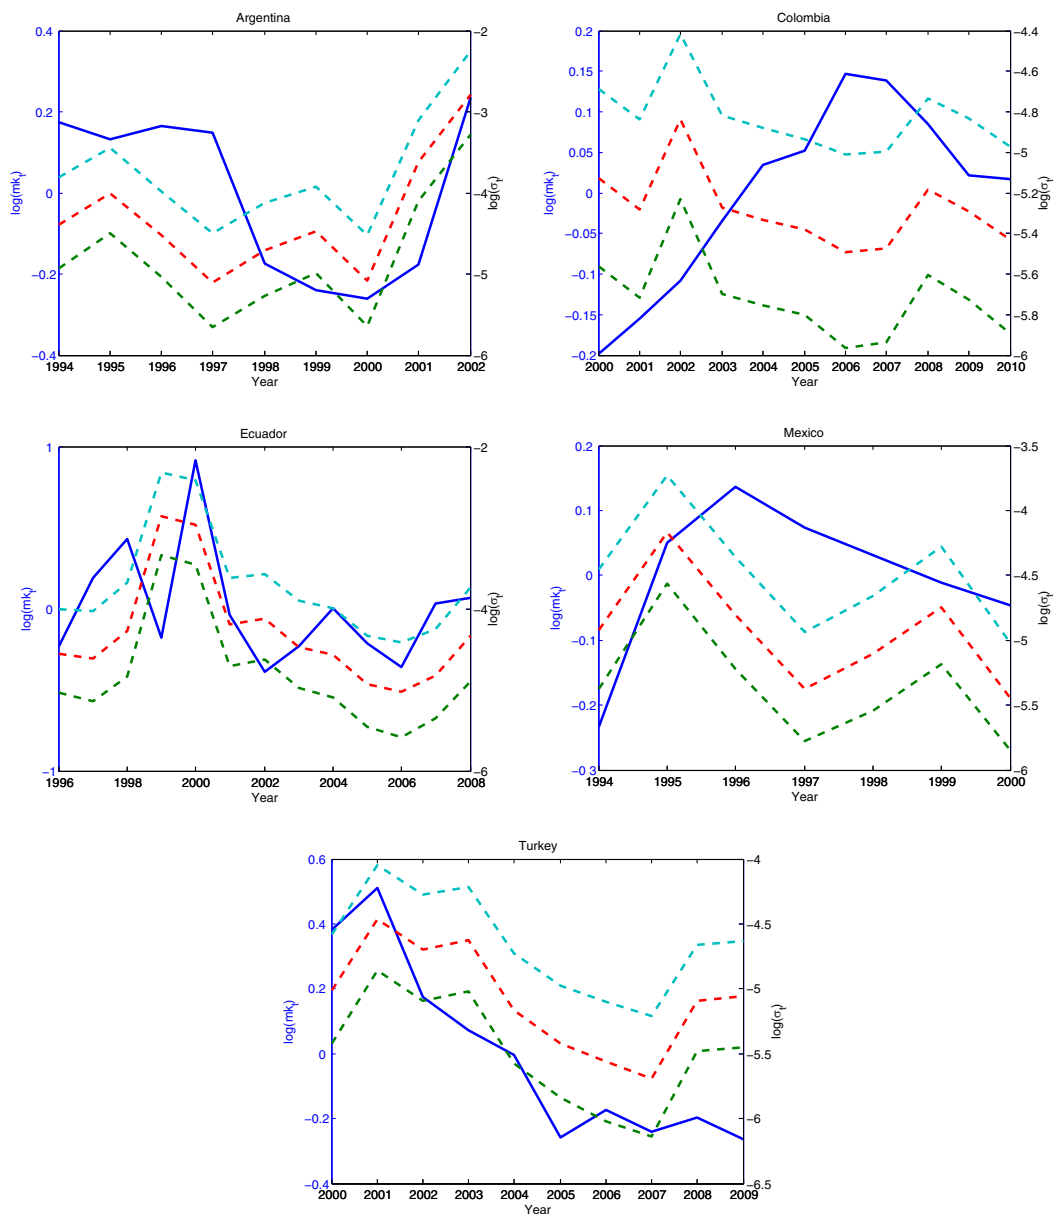 Argentina
0.4
0.2
0
−0.2
−0.4
−2
−3
−4
−5
−6
log(mk_t)
log(σ_t)
1994 1995 1996 1997 1998 1999 2000 2001 2002
Year
Colombia
0.2
0.15
0.1
0.05
0
−0.05
−0.1
−0.15
−0.2
−4.4
−4.6
−4.8
−5
−5.2
−5.4
−5.6
−5.8
−6
log(mk_t)
log(σ_t)
2000 2001 2002 2003 2004 2005 2006 2007 2008 2009 2010
Year
Ecuador
1
0
−1
−2
−4
−6
log(mk_t)
log(σ_t)
1996 1998 2000 2002 2004 2006 2008
Year
Mexico
0.2
0.1
0
−0.1
−0.2
−0 3
−3.5
−4
−4.5
−5
−5.5
−6
log(mk_t)
log(σ_t)
1994 1995 1996 1997 1998 1999 2000
Year
Turkey
0.6
0.4
0.2
0
−0.2
−0.4
−4
−4.5
−5
−5.5
−6
−6.5
log(mk_t)
log(σ_t)
2000 2001 2002 2003 2004 2005 2006 2007 2008 2009
Year